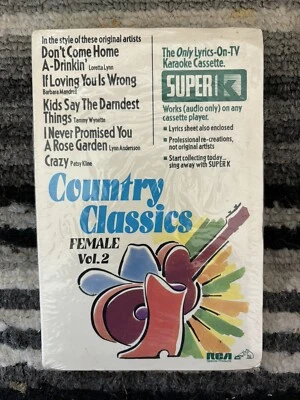 In the style of these original artists
Don't Come Home
A-Drinkin' Loretta Lynn
If Loving You Is Wrong
Barbara Mandrell
Kids Say The Darndest
Things Tammy Wynette
I Never Promised You
A Rose Garden Lynn Anderson
Crazy Patsy Kline
The Only Lyrics-On-TV
Karaoke Cassette.
SUPER K
Works (audio only) on any
cassette player.
Lyrics sheet also enclosed
Professional re-creations,
not original artists
Start collecting today...
sing away with SUPER K
Country
Classics
FEMALE
Vol. 2
RCA